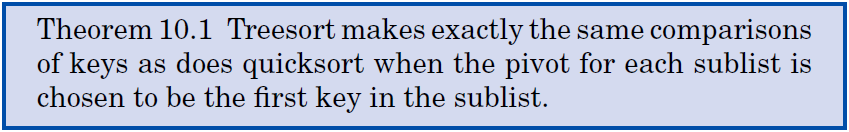 Theorem 10.1 Treesort makes exactly the same comparisons
of keys as does quicksort when the pivot for each sublist is
chosen to be the first key in the sublist.